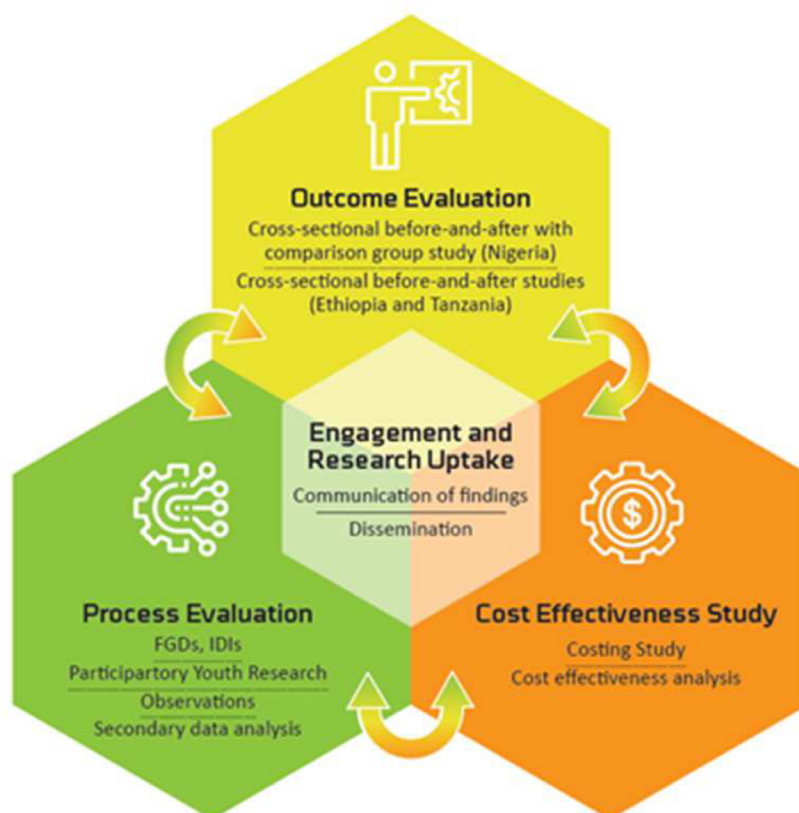 Outcome Evaluation
Cross-sectional before-and-after with
comparison group study (Nigeria)
Cross-sectional before-and-after studies
(Ethiopia and Tanzania)
Engagement and
Research Uptake
Communication of findings
Dissemination
Process Evaluation
FGDs, IDIs
Participartory Youth Research
Observations
Secondary data analysis
Cost Effectiveness Study
$
Costing Study
Cost effectiveness analysis